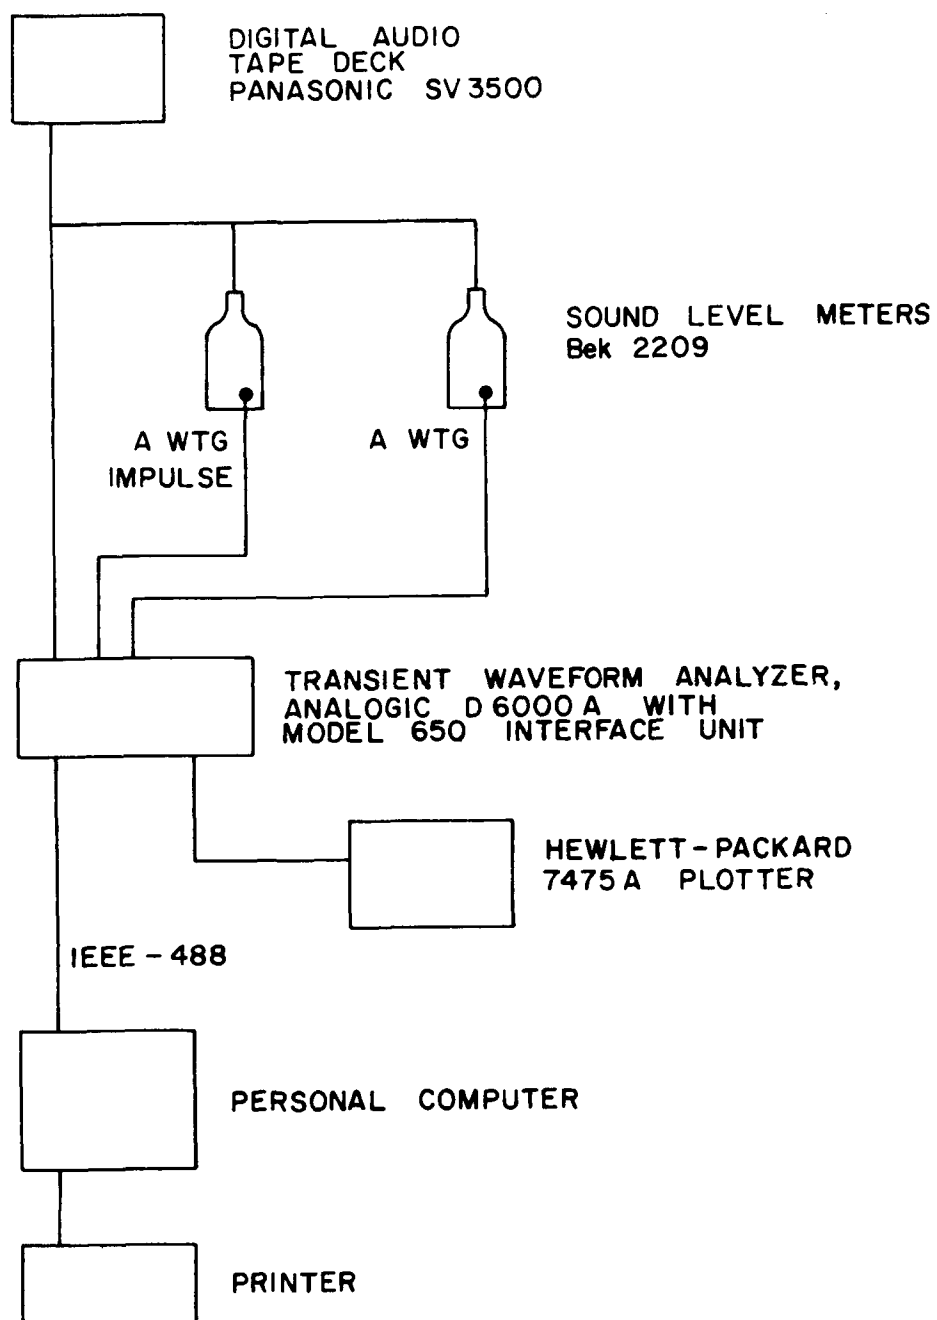 DIGITAL AUDIO
TAPE DECK
PANASONIC SV 3500
SOUND LEVEL METERS
Bek 2209
A WTG
IMPULSE
A WTG
TRANSIENT WAVEFORM ANALYZER,
ANALOGIC D 6000 A WITH
MODEL 650 INTERFACE UNIT
HEWLETT-PACKARD
7475 A PLOTTER
IEEE-488
PERSONAL COMPUTER
PRINTER